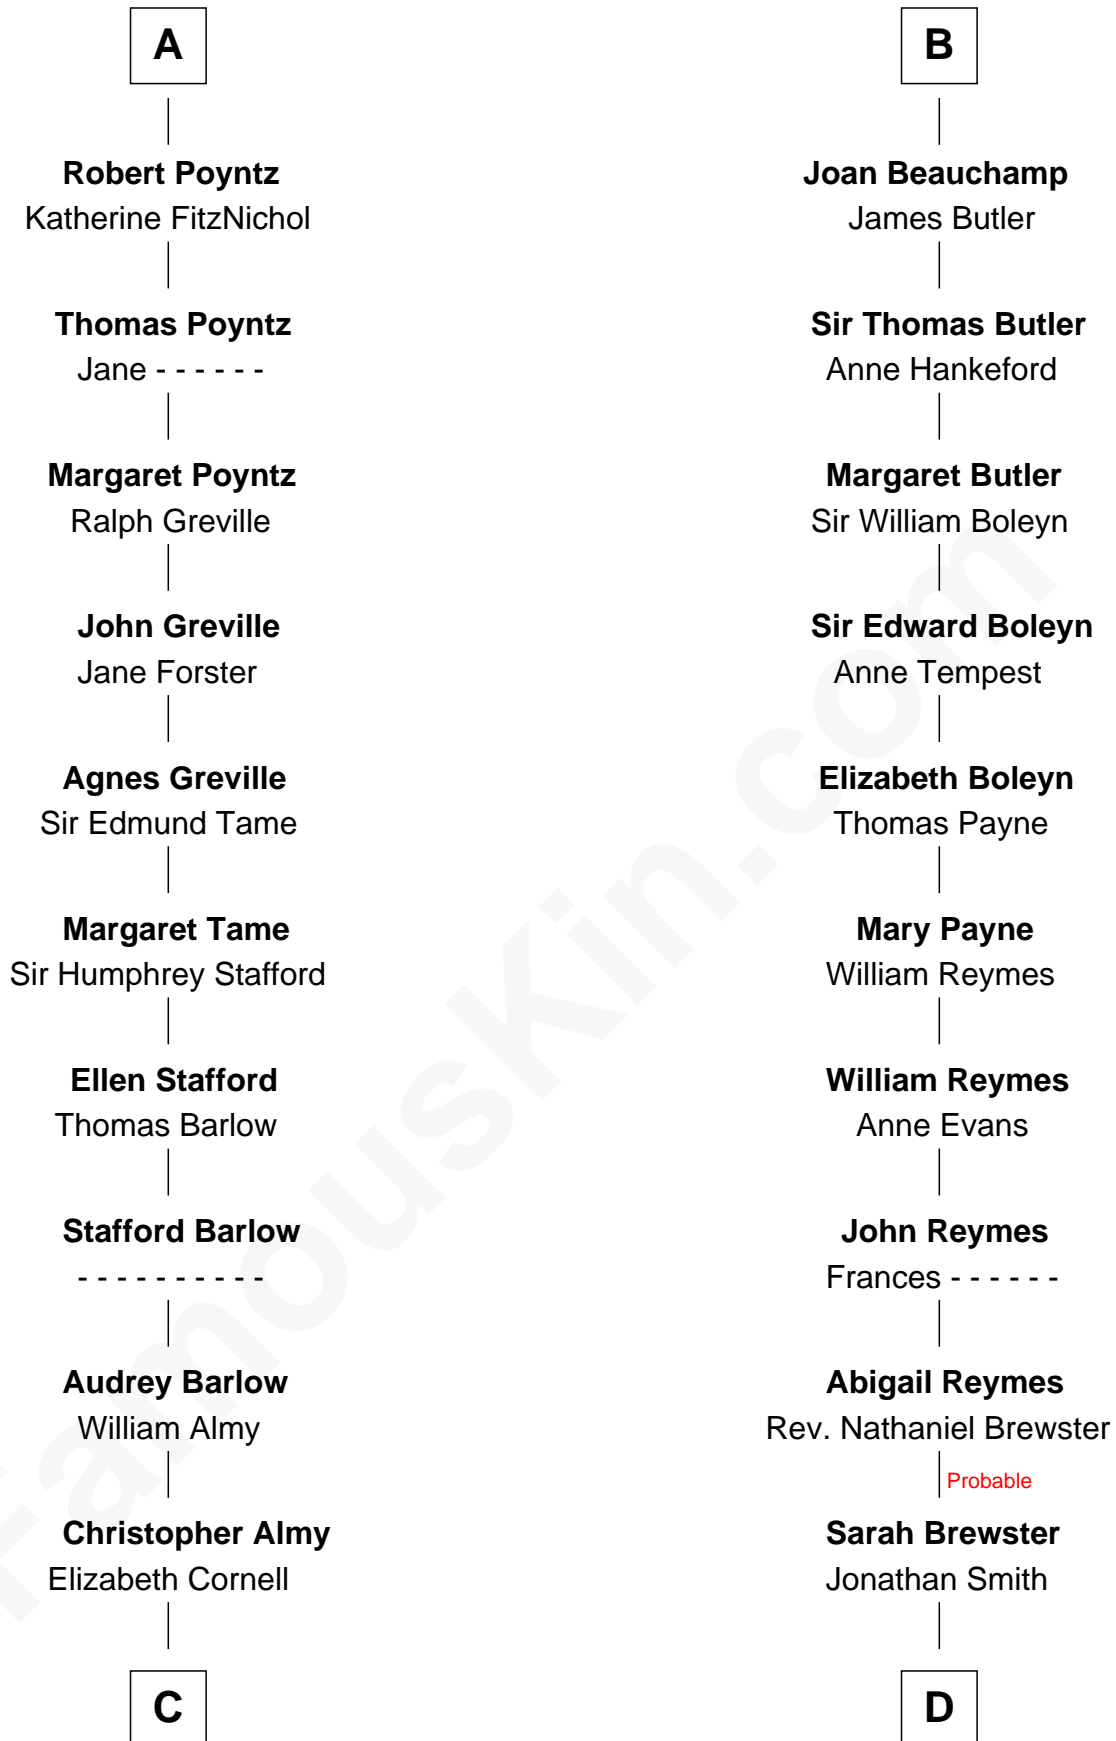 A
Robert Poyntz
Katherine FitzNichol
Thomas Poyntz
Jane - - - - - -
Margaret Poyntz
Ralph Greville
John Greville
Jane Forster
Agnes Greville
Sir Edmund Tame
Margaret Tame
Sir Humphrey Stafford
Ellen Stafford
Thomas Barlow
Stafford Barlow
- - - - - - - - - -
Audrey Barlow
William Almy
Christopher Almy
Elizabeth Cornell
C
B
Joan Beauchamp
James Butler
Sir Thomas Butler
Anne Hankeford
Margaret Butler
Sir William Boleyn
Sir Edward Boleyn
Anne Tempest
Elizabeth Boleyn
Thomas Payne
Mary Payne
William Reymes
William Reymes
Anne Evans
John Reymes
Frances - - - - - -
Abigail Reymes
Rev. Nathaniel Brewster
Probable
Sarah Brewster
Jonathan Smith
D
FamousKin.com